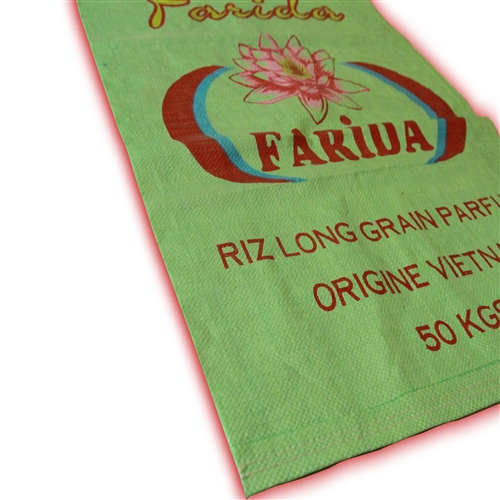 Farida
FARIDA
RIZ LONG GRAIN PARFU
ORIGINE VIETN
50 KGS